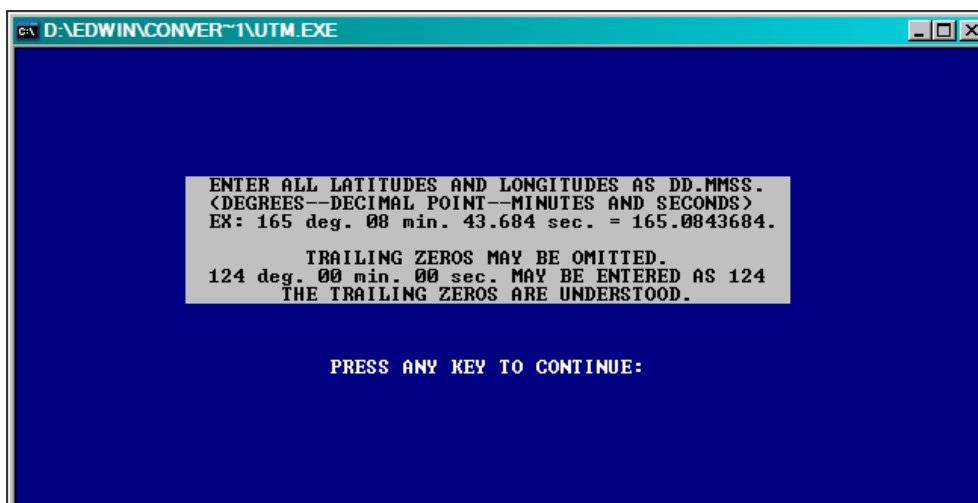 D:\EDWIN\CONVER~1\UTM.EXE
ENTER ALL LATITUDES AND LONGITUDES AS DD.MMSS.
(DEGREES--DECIMAL POINT--MINUTES AND SECONDS)
EX: 165 deg. 08 min. 43.684 sec. = 165.0843684.
TRAILING ZEROS MAY BE OMITTED.
124 deg. 00 min. 00 sec. MAY BE ENTERED AS 124
THE TRAILING ZEROS ARE UNDERSTOOD.
PRESS ANY KEY TO CONTINUE: